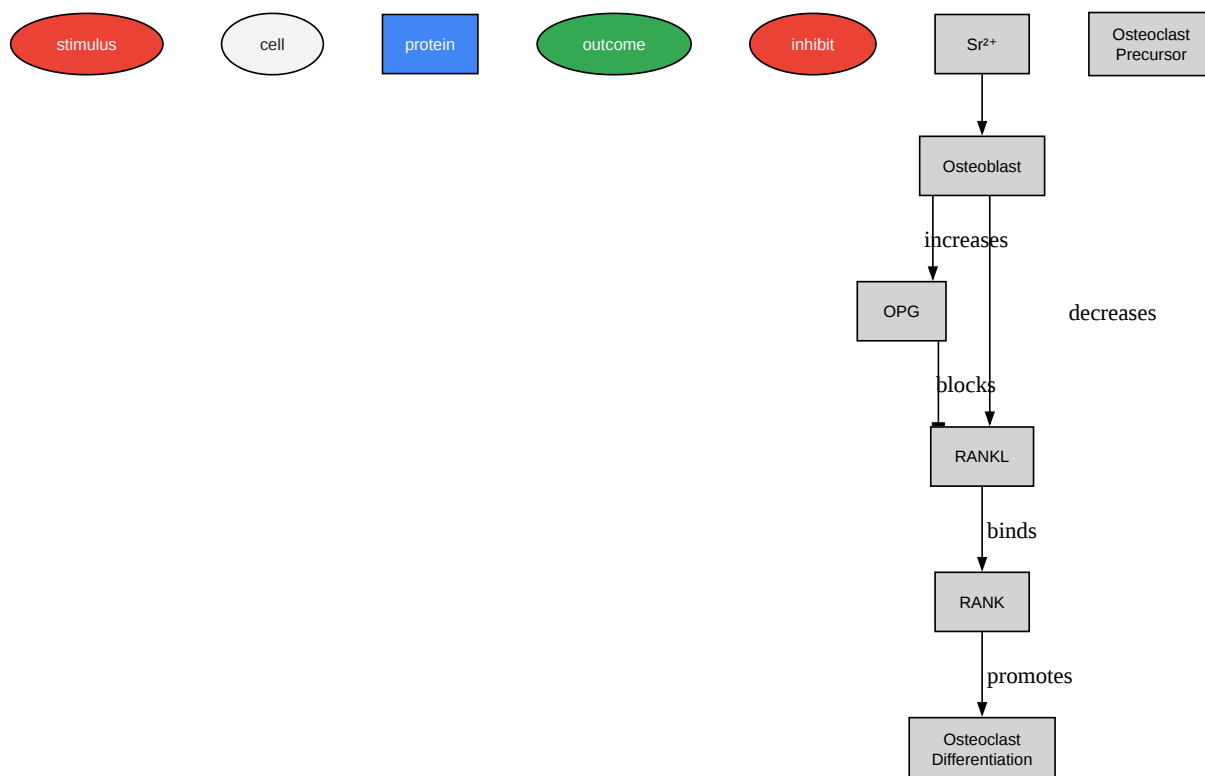 stimulus
cell
protein
outcome
inhibit
Sr²⁺
Osteoclast
Precursor
Osteoblast
increases
OPG
decreases
blocks
RANKL
binds
RANK
promotes
Osteoclast
Differentiation